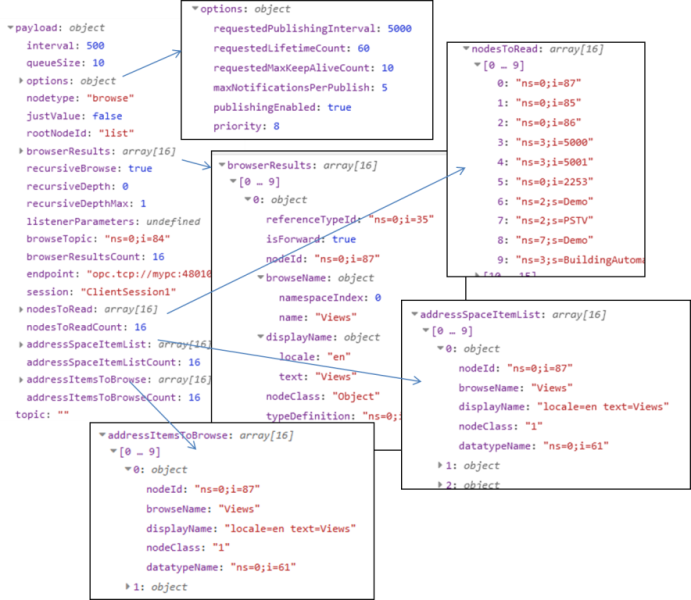 payload: object
interval: 500
queueSize: 10
options: object
nodetype: "browse"
justValue: false
rootNodeId: "list"
browserResults: array[16]
recursiveBrowse: true
recursiveDepth: 0
recursiveDepthMax: 1
listenerParameters: undefined
browseTopic: "ns=0;i=84"
browserResultsCount: 16
endpoint: "opc.tcp://mypc:48010
session: "ClientSession1"
nodesToRead: array[16]
nodesToReadCount: 16
addressSpaceItemList: array[16]
addressSpaceItemListCount: 16
addressItemsToBrowse: array[16]
addressItemsToBrowseCount: 16
topic: ""
options: object
requestedPublishingInterval: 5000
requestedLifetimeCount: 60
requestedMaxKeepAliveCount: 10
maxNotificationsPerPublish: 5
publishingEnabled: true
priority: 8
browserResults: array[16]
[0 … 9]
0: object
referenceTypeId: "ns=0;i=35"
isForward: true
nodeId: "ns=0;i=87"
browseName: object
namespaceIndex: 0
name: "Views"
displayName: object
locale: "en"
text: "Views"
nodeClass: "Object"
typeDefinition: "ns=0;i
nodesToRead: array[16]
[0 … 9]
0: "ns=0;i=87"
1: "ns=0;i=85"
2: "ns=0;i=86"
3: "ns=3;i=5000"
4: "ns=3;i=5001"
5: "ns=0;i=2253"
6: "ns=2;s=Demo"
7: "ns=2;s=PSTV"
8: "ns=7;s=Demo"
9: "ns=3;s=BuildingAutoma
[10 … 15]
addressSpaceItemList: array[16]
[0 … 9]
0: object
nodeId: "ns=0;i=87"
browseName: "Views"
displayName: "locale=en text=Views"
nodeClass: "1"
datatypeName: "ns=0;i=61"
1: object
2: object
addressItemsToBrowse: array[16]
[0 … 9]
0: object
nodeId: "ns=0;i=87"
browseName: "Views"
displayName: "locale=en text=Views"
nodeClass: "1"
datatypeName: "ns=0;i=61"
1: object